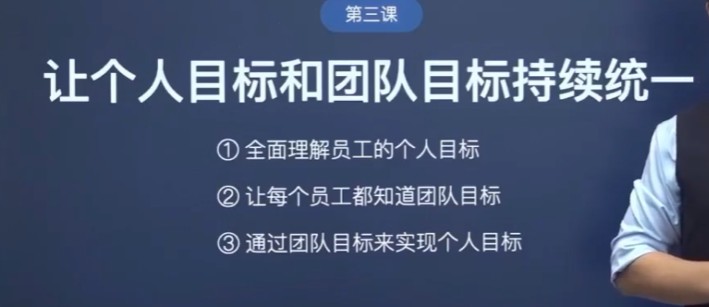 第三课
让个人目标和团队目标持续统一
① 全面理解员工的个人目标
② 让每个员工都知道团队目标
③ 通过团队目标来实现个人目标